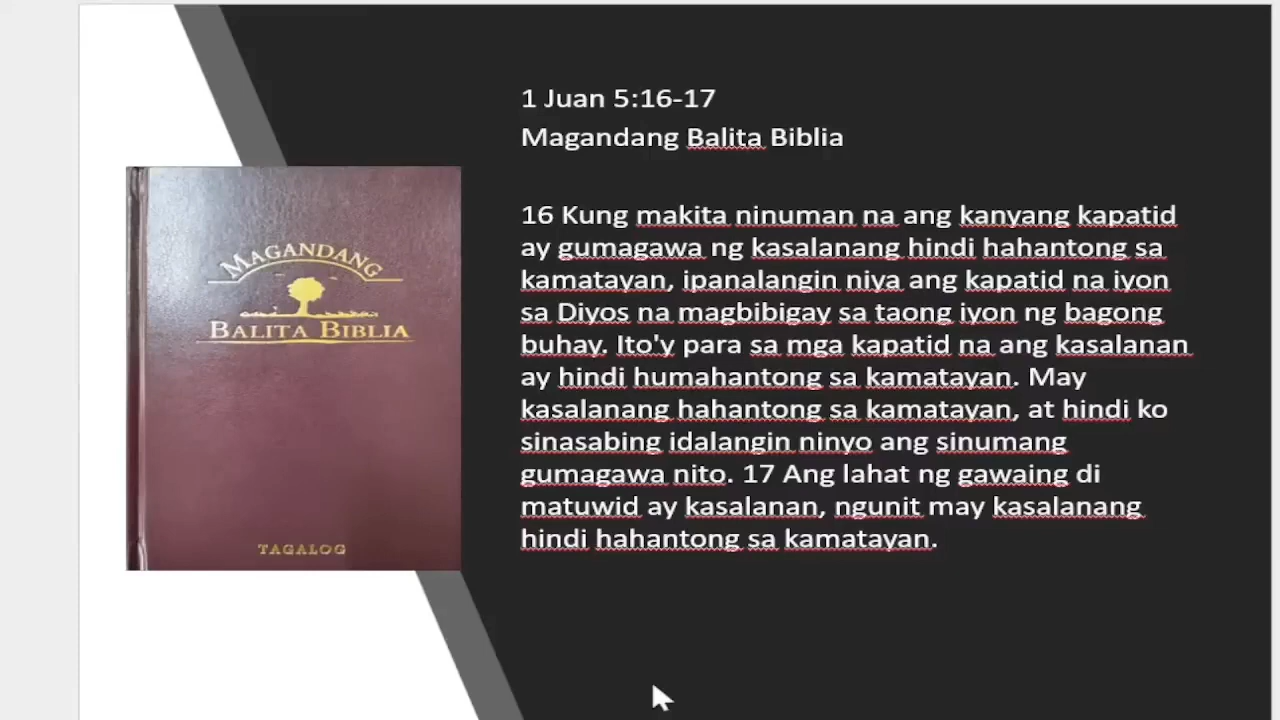 1 Juan 5:16-17
Magandang Balita Biblia
16 Kung makita ninuman na ang kanyang kapatid
ay gumagawa ng kasalanang hindi hahantong sa
kamatayan, ipanalangin niya ang kapatid na iyon
sa Diyos na magbibigay sa taong iyon ng bagong
buhay. Ito'y para sa mga kapatid na ang kasalanan
ay hindi humahantong sa kamatayan. May
kasalanang hahantong sa kamatayan, at hindi ko
sinasabing idalangin ninyo ang sinumang
gumagawa nito. 17 Ang lahat ng gawaing di
matuwid ay kasalanan, ngunit may kasalanang
hindi hahantong sa kamatayan.
MAGANDANG
BALITA BIBLIA
TAGALOG